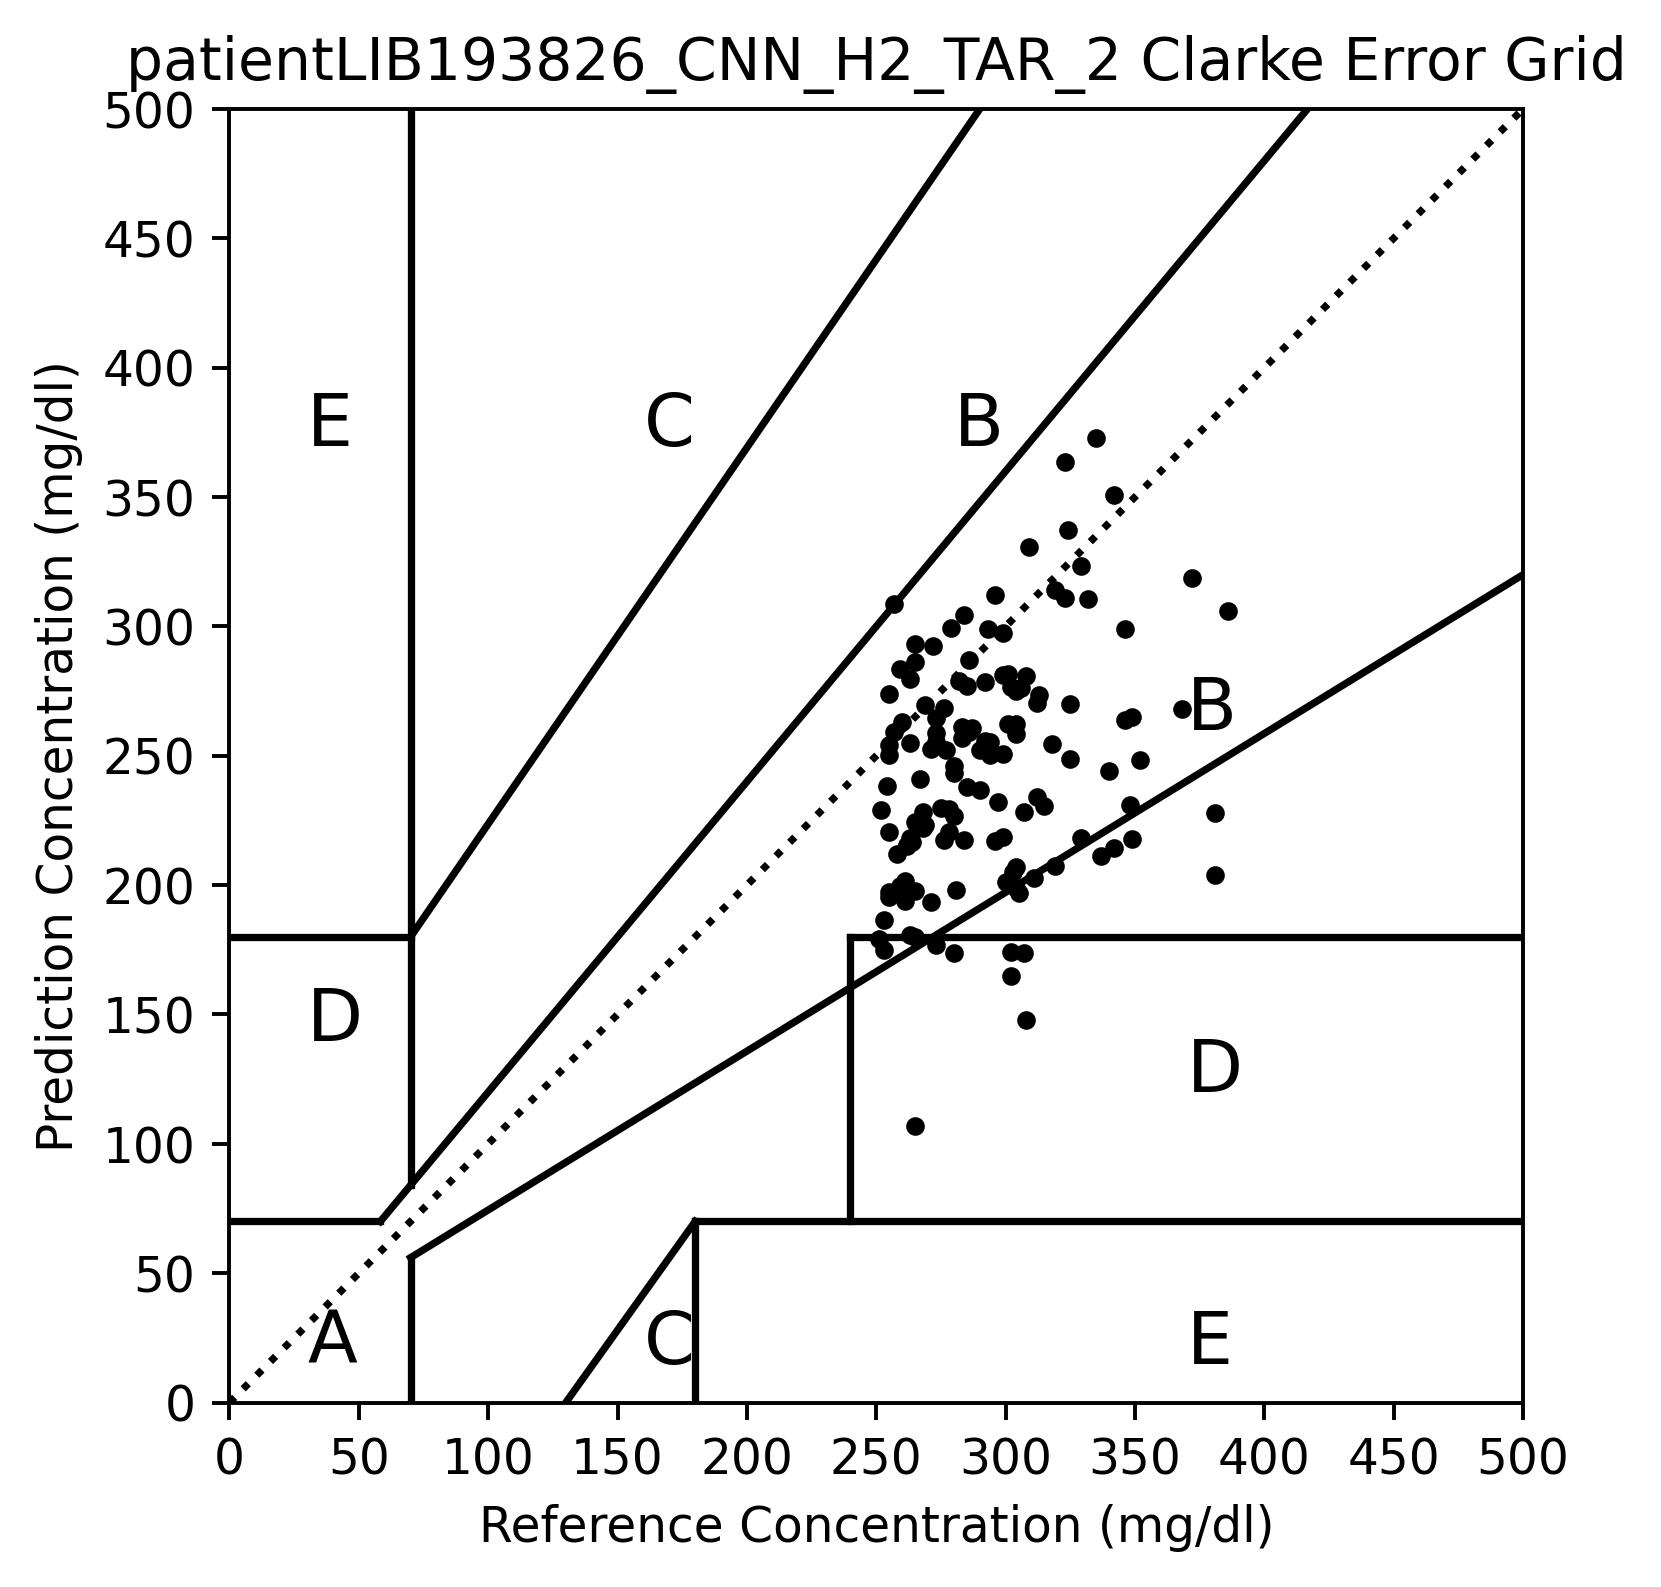 patientLIB193826_CNN_H2_TAR_2 Clarke Error Grid
500
450
400
350
300
250
200
150
100
50
0
Prediction Concentration (mg/dl)
E
C
B
B
D
D
A
C
E
0 50 100 150 200 250 300 350 400 450 500
Reference Concentration (mg/dl)